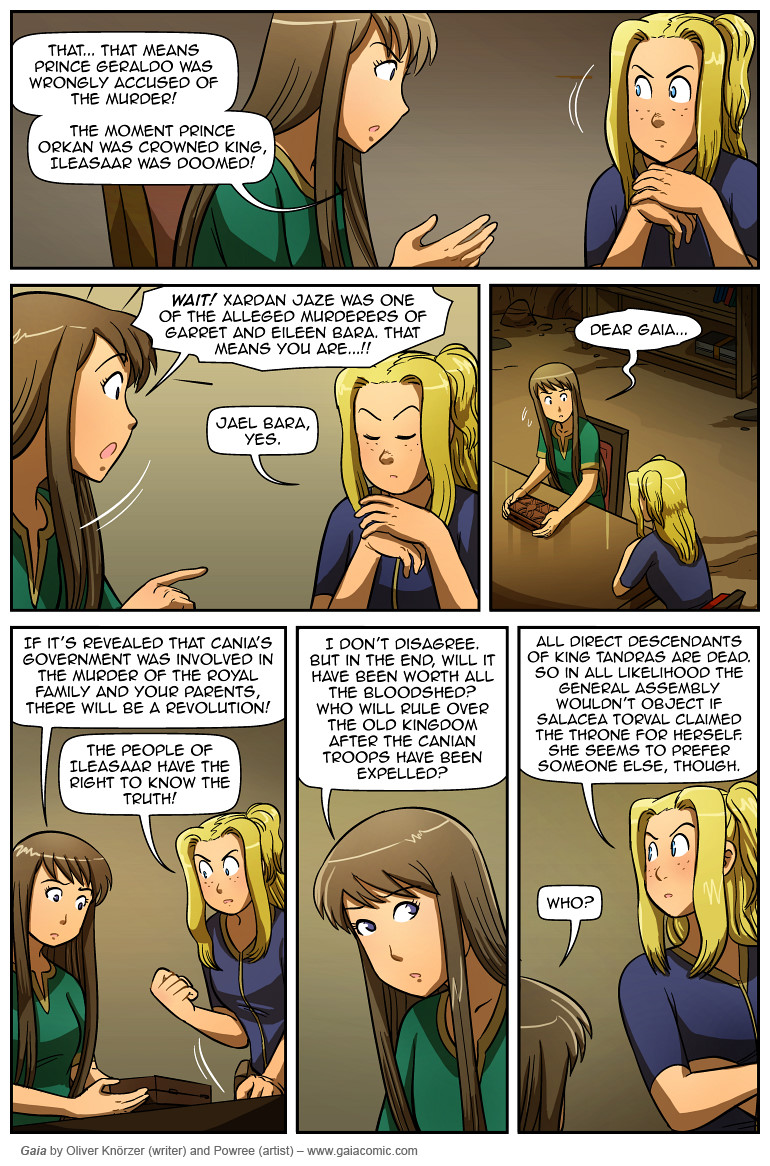 THAT... THAT MEANS
PRINCE GERALDO WAS
WRONGLY ACCUSED OF
THE MURDER!
THE MOMENT PRINCE
ORKAN WAS CROWNED KING,
ILEASAAR WAS DOOMED!
WAIT! XARDAN JAZE WAS ONE
OF THE ALLEGED MURDERERS OF
GARRET AND EILEEN BARA. THAT
MEANS YOU ARE...!!
JAEL BARA,
YES.
DEAR GAIA...
IF IT'S REVEALED THAT CANIA'S
GOVERNMENT WAS INVOLVED IN
THE MURDER OF THE ROYAL
FAMILY AND YOUR PARENTS,
THERE WILL BE A REVOLUTION!
THE PEOPLE OF
ILEASAAR HAVE THE
RIGHT TO KNOW THE
TRUTH!
I DON'T DISAGREE.
BUT IN THE END, WILL IT
HAVE BEEN WORTH ALL
THE BLOODSHED?
WHO WILL RULE OVER
THE OLD KINGDOM
AFTER THE CANIAN
TROOPS HAVE BEEN
EXPELLED?
ALL DIRECT DESCENDANTS
OF KING TANDRAS ARE DEAD.
SO IN ALL LIKELIHOOD THE
GENERAL ASSEMBLY
WOULDN'T OBJECT IF
SALACEA TORVAL CLAIMED
THE THRONE FOR HERSELF.
SHE SEEMS TO PREFER
SOMEONE ELSE, THOUGH.
WHO?
Gaia by Oliver Knörzer (writer) and Powree (artist) – www.gaiacomic.com